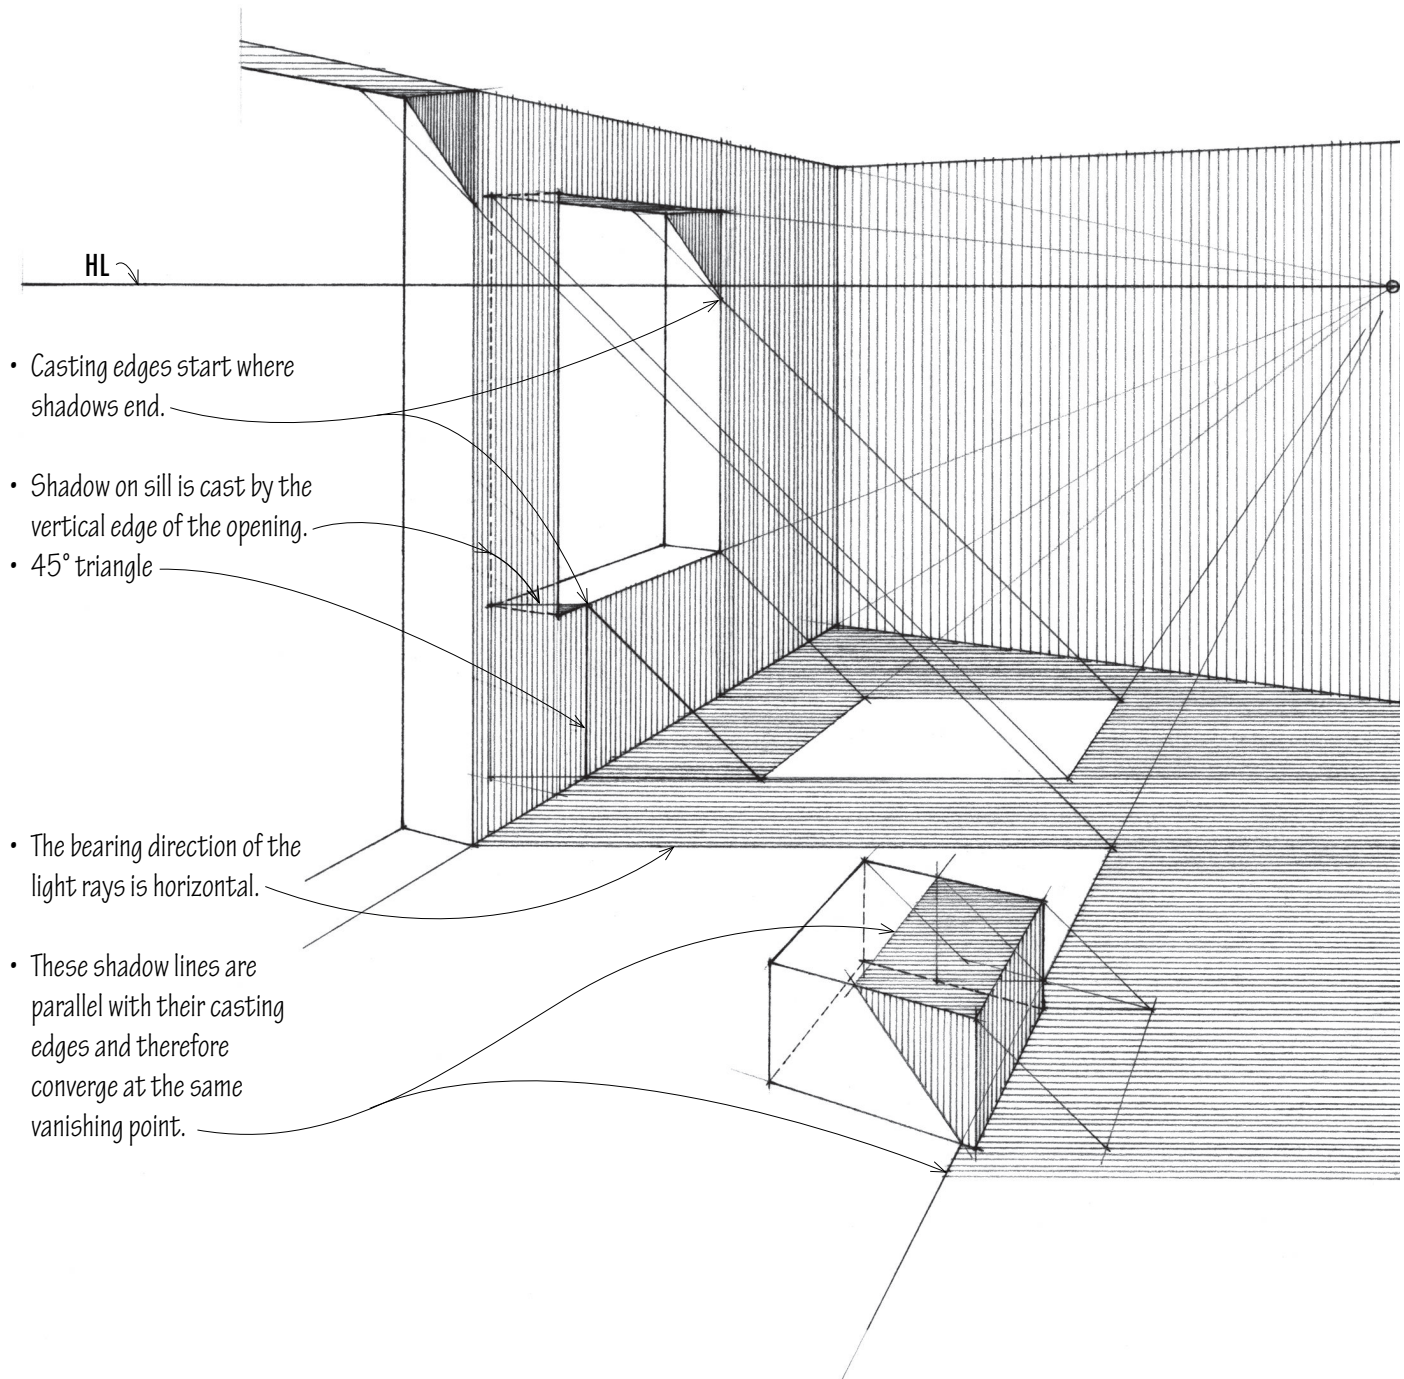 HL
• Casting edges start where
shadows end.
• Shadow on sill is cast by the
vertical edge of the opening.
• 45° triangle
• The bearing direction of the
light rays is horizontal.
• These shadow lines are
parallel with their casting
edges and therefore
converge at the same
vanishing point.